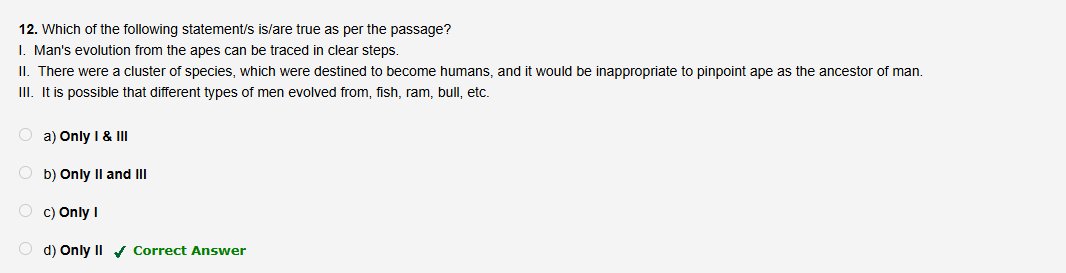 12. Which of the following statement/s is/are true as per the passage?
I. Man's evolution from the apes can be traced in clear steps.
II. There were a cluster of species, which were destined to become humans, and it would be inappropriate to pinpoint ape as the ancestor of man.
III. It is possible that different types of men evolved from, fish, ram, bull, etc.
a) Only I & III
b) Only II and III
c) Only I
d) Only II ✓ Correct Answer